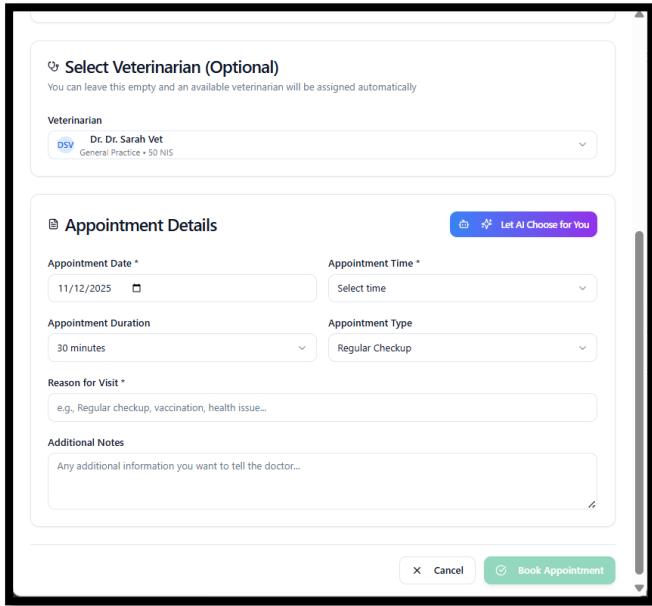 Select Veterinarian (Optional)
You can leave this empty and an available veterinarian will be assigned automatically
Veterinarian
DSV
Dr. Dr. Sarah Vet
General Practice • 50 NIS
Appointment Details
Let AI Choose for You
Appointment Date *
Appointment Time *
11/12/2025
Select time
Appointment Duration
Appointment Type
30 minutes
Regular Checkup
Reason for Visit *
e.g., Regular checkup, vaccination, health issue...
Additional Notes
Any additional information you want to tell the doctor...
Cancel
Book Appointment